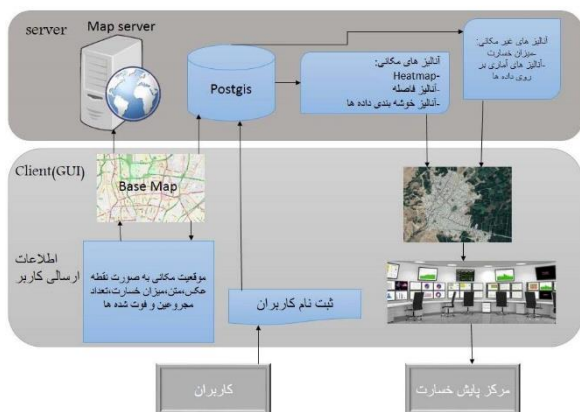 server
Map server
Postgis
آنالیز های مکانی:
Heatmap-
-آنالیز فاصله
-آنالیز خوشه بندی داده ها
آنالیز های غیر مکانی:
-میزان خسارت
-آنالیز های آماری بر
روی داده ها
Client(GUI)
Base Map
اطلاعات
ارسالی کاربر
موقعیت مکانی به صورت نقطه
عکس،متن،میزان خسارت،تعداد
مجروحین و فوت شده ها
ثبت نام کاربران
کاربران
مرکز پایش خسارت